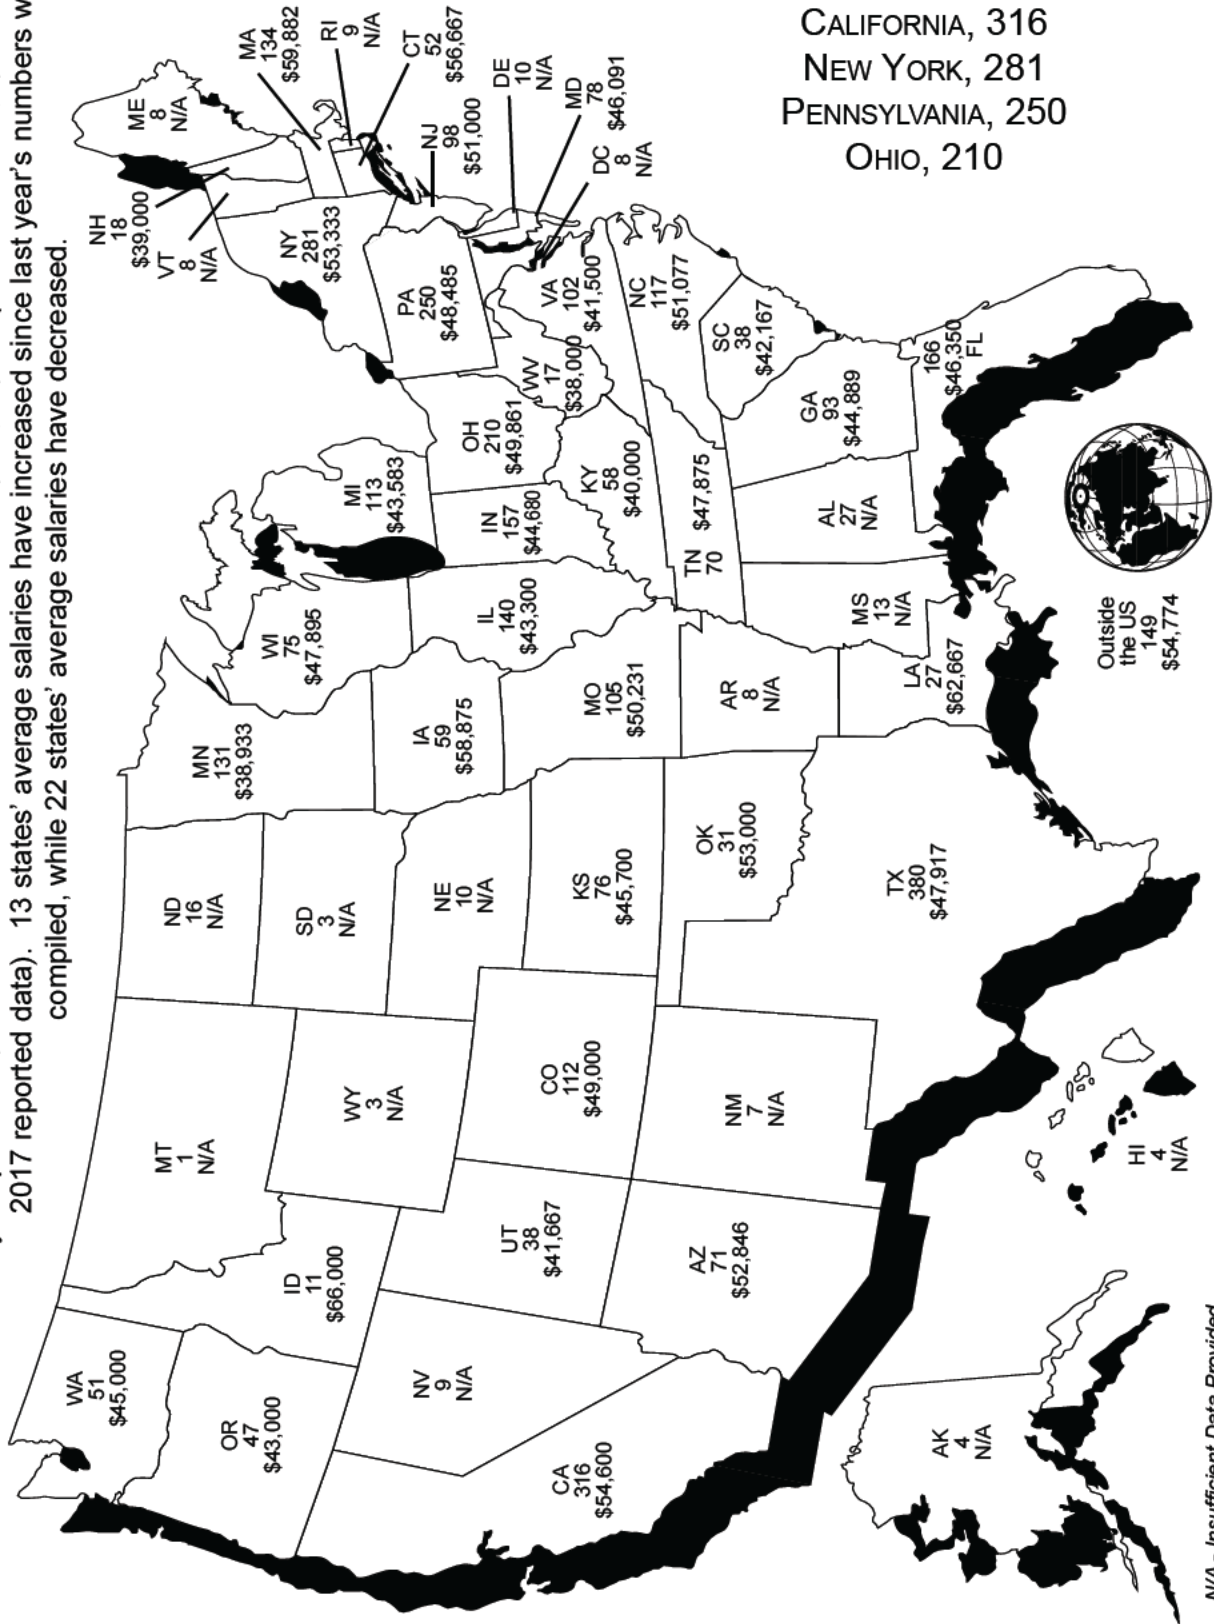 2017 reported data). 13 states' average salaries have increased since last year's numbers w
compiled, while 22 states' average salaries have decreased.
CALIFORNIA, 316
NEW YORK, 281
PENNSYLVANIA, 250
OHIO, 210
WA
51
$45,000
OR
47
$43,000
CA
316
$54,600
NV
9
N/A
ID
11
$66,000
MT
1
N/A
WY
3
N/A
UT
38
$41,667
AZ
71
$52,846
CO
112
$49,000
NM
7
N/A
ND
16
N/A
SD
3
N/A
NE
10
N/A
KS
76
$45,700
OK
31
$53,000
TX
380
$47,917
MN
131
$38,933
IA
59
$58,875
MO
105
$50,231
AR
8
N/A
LA
27
$62,667
WI
75
$47,895
IL
140
$43,300
MS
13
N/A
MI
113
$43,583
IN
157
$44,680
OH
210
$49,861
KY
58
$40,000
TN
70
$47,875
AL
27
N/A
GA
93
$44,889
166
$46,350
FL
SC
38
$42,167
NC
117
$51,077
VA
102
$41,500
WV
17
$38,000
PA
250
$48,485
NY
281
$53,333
VT
8
N/A
NH
18
$39,000
ME
8
N/A
MA
134
$59,882
RI
9
N/A
CT
52
$56,667
NJ
98
$51,000
DE
10
N/A
MD
78
$46,091
DC
8
N/A
AK
4
N/A
HI
4
N/A
Outside
the US
149
$54,774
N/A - Insufficient Data Provided